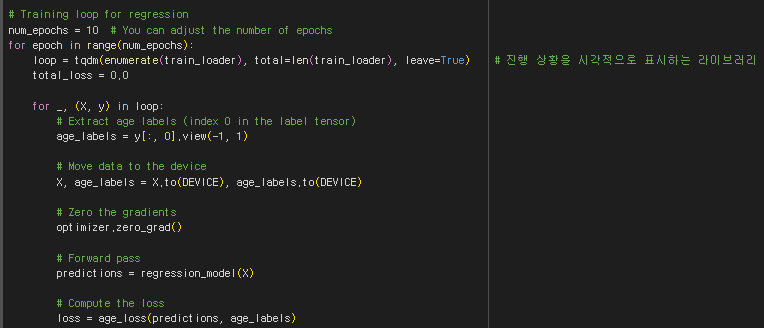 # Training loop for regression
num_epochs = 10  # You can adjust the number of epochs
for epoch in range(num_epochs):
    loop = tqdm(enumerate(train_loader), total=len(train_loader), leave=True)    # 진행 상황을 시각적으로 표시하는 라이브러리
    total_loss = 0.0

    for _, (X, y) in loop:
        # Extract age labels (index 0 in the label tensor)
        age_labels = y[:, 0].view(-1, 1)

        # Move data to the device
        X, age_labels = X.to(DEVICE), age_labels.to(DEVICE)

        # Zero the gradients
        optimizer.zero_grad()

        # Forward pass
        predictions = regression_model(X)

        # Compute the loss
        loss = age_loss(predictions, age_labels)